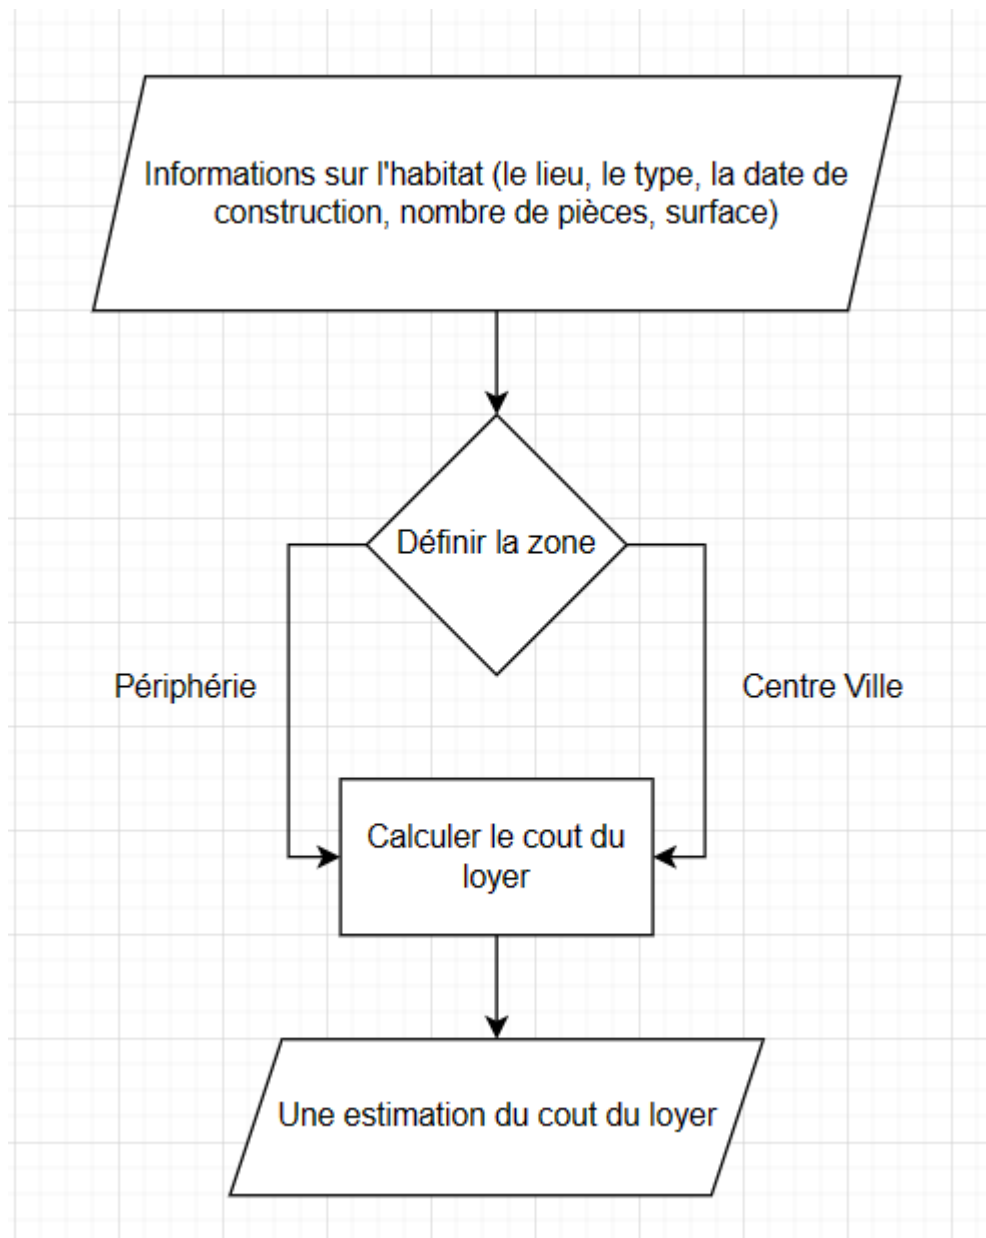 Informations sur l'habitat (le lieu, le type, la date de
construction, nombre de pièces, surface)
Définir la zone
Périphérie
Centre Ville
Calculer le cout du
loyer
Une estimation du cout du loyer